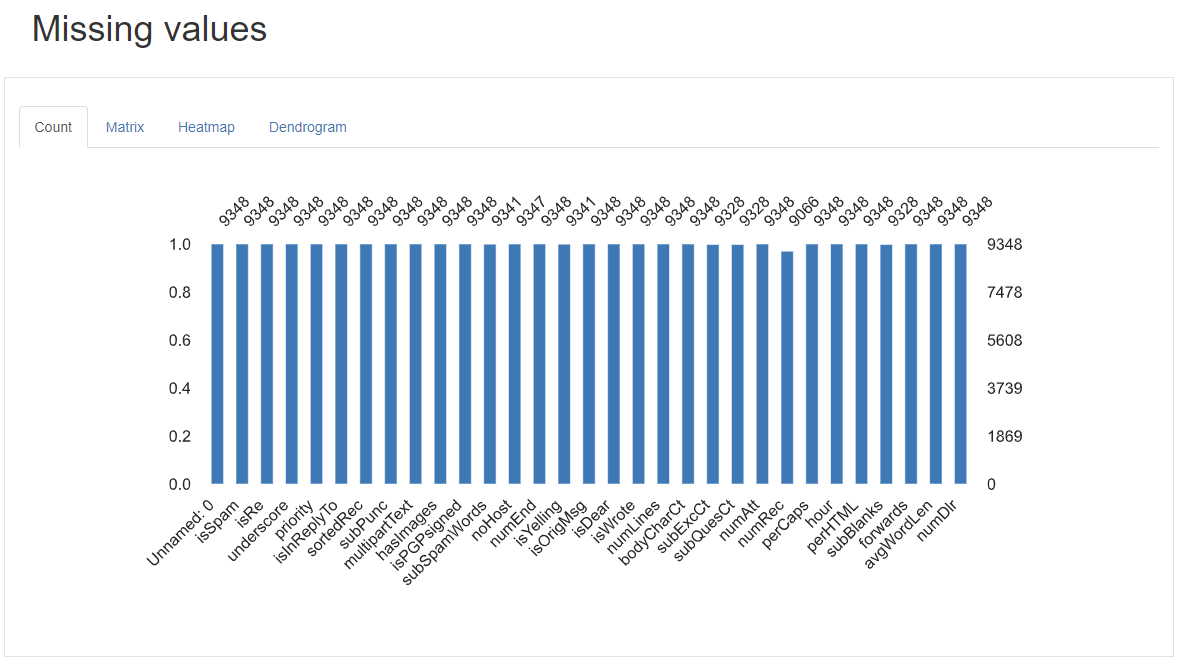 Missing values
Count Matrix Heatmap Dendrogram
9348 9348 9348 9348 9348 9348 9348 9348 9348 9348 9348 9341 9347 9348 9341 9348 9348 9348 9348 9348 9328 9328 9348 9066 9348 9348 9348 9328 9348 9348 9348
1.0 9348
0.8 7478
0.6 5608
0.4 3739
0.2 1869
0.0 0
Unnamed: 0 isSpam isRe underscore priority isInReplyTo sortedRec subPunc multipartText hasImages isPGPsigned subSpamWords noHost numEnd isYelling isOrigMsg isDear isWrote numLines bodyCharCt subExcCt subQuesCt numAtt numRec perCaps hour perHTML subBlanks forwards avgWordLen numDlr